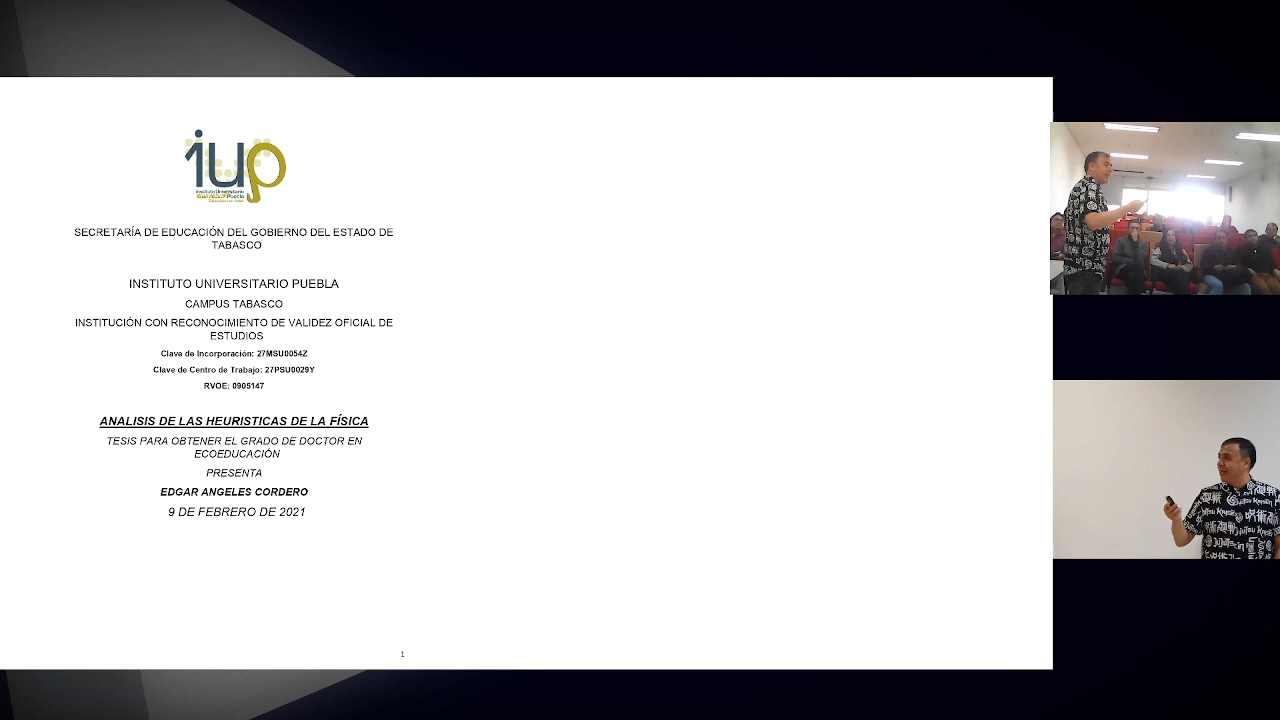 iup
Instituto Universitario
Puebla
SECRETARÍA DE EDUCACIÓN DEL GOBIERNO DEL ESTADO DE
TABASCO
INSTITUTO UNIVERSITARIO PUEBLA
CAMPUS TABASCO
INSTITUCIÓN CON RECONOCIMIENTO DE VALIDEZ OFICIAL DE
ESTUDIOS
Clave de Incorporación: 27MSU0054Z
Clave de Centro de Trabajo: 27PSU0029Y
RVOE: 0905147
ANALISIS DE LAS HEURISTICAS DE LA FÍSICA
TESIS PARA OBTENER EL GRADO DE DOCTOR EN
ECOEDUCACIÓN
PRESENTA
EDGAR ANGELES CORDERO
9 DE FEBRERO DE 2021
1